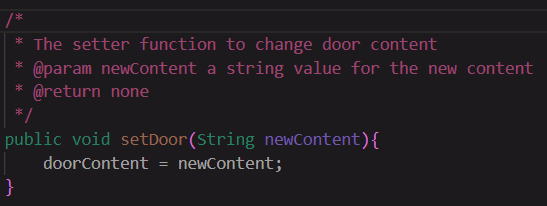 /*
 * The setter function to change door content
 * @param newContent a string value for the new content
 * @return none
 */
public void setDoor(String newContent){
    doorContent = newContent;
}